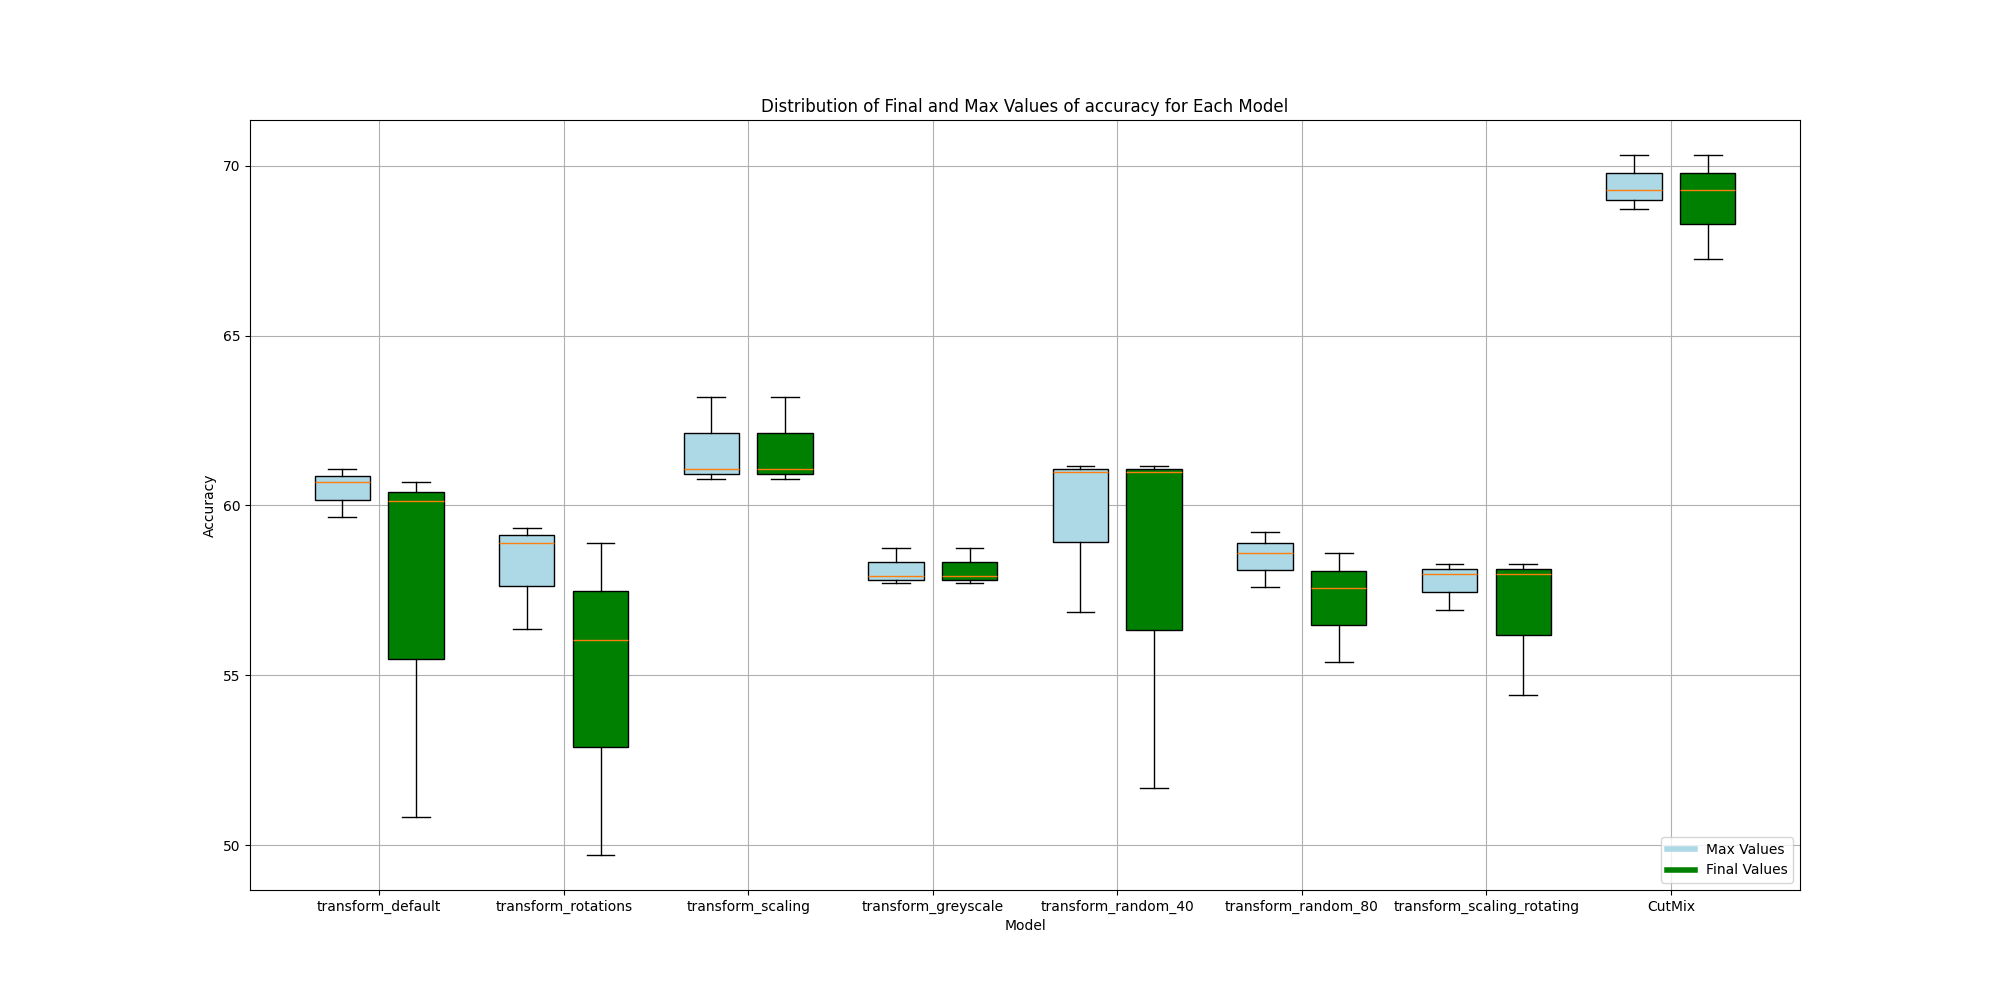 Distribution of Final and Max Values of accuracy for Each Model
70
65
60
55
50
Accuracy
Max Values
Final Values
transform_default transform_rotations transform_scaling transform_greyscale transform_random_40 transform_random_80 transform_scaling_rotating CutMix
Model